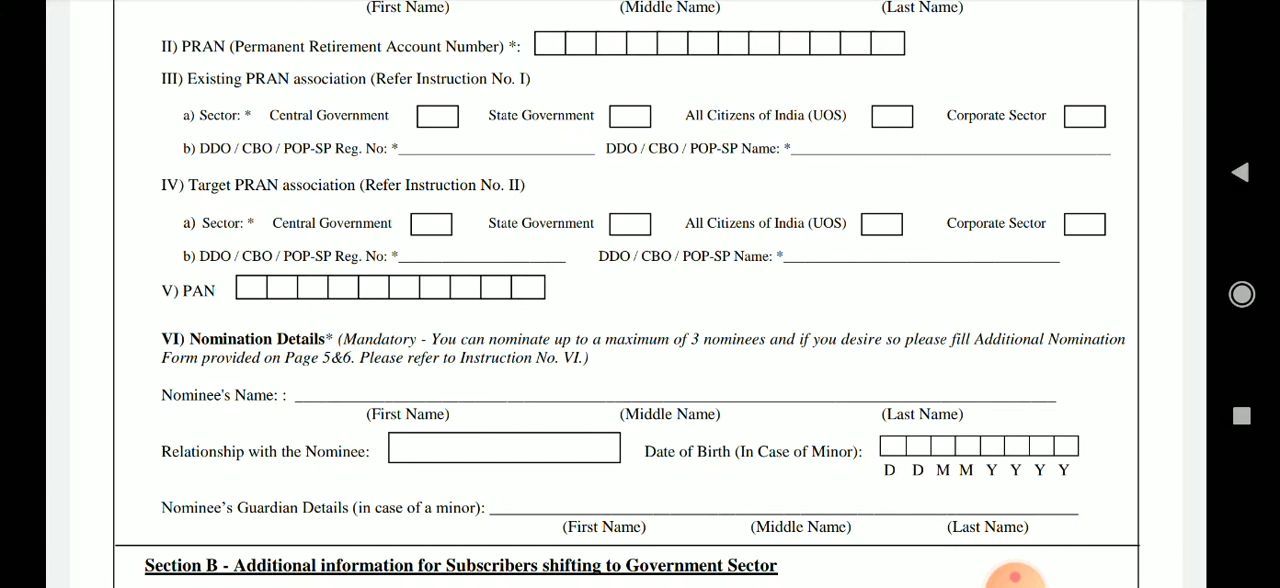 (First Name) (Middle Name) (Last Name)
II) PRAN (Permanent Retirement Account Number) *:
III) Existing PRAN association (Refer Instruction No. I)
a) Sector: * Central Government State Government All Citizens of India (UOS) Corporate Sector
b) DDO / CBO / POP-SP Reg. No: * DDO / CBO / POP-SP Name: *
IV) Target PRAN association (Refer Instruction No. II)
a) Sector: * Central Government State Government All Citizens of India (UOS) Corporate Sector
b) DDO / CBO / POP-SP Reg. No: * DDO / CBO / POP-SP Name: *
V) PAN
VI) Nomination Details* (Mandatory - You can nominate up to a maximum of 3 nominees and if you desire so please fill Additional Nomination
Form provided on Page 5&6. Please refer to Instruction No. VI.)
Nominee's Name: :
(First Name) (Middle Name) (Last Name)
Relationship with the Nominee: Date of Birth (In Case of Minor):
D D M M Y Y Y Y
Nominee’s Guardian Details (in case of a minor):
(First Name) (Middle Name) (Last Name)
Section B - Additional information for Subscribers shifting to Government Sector